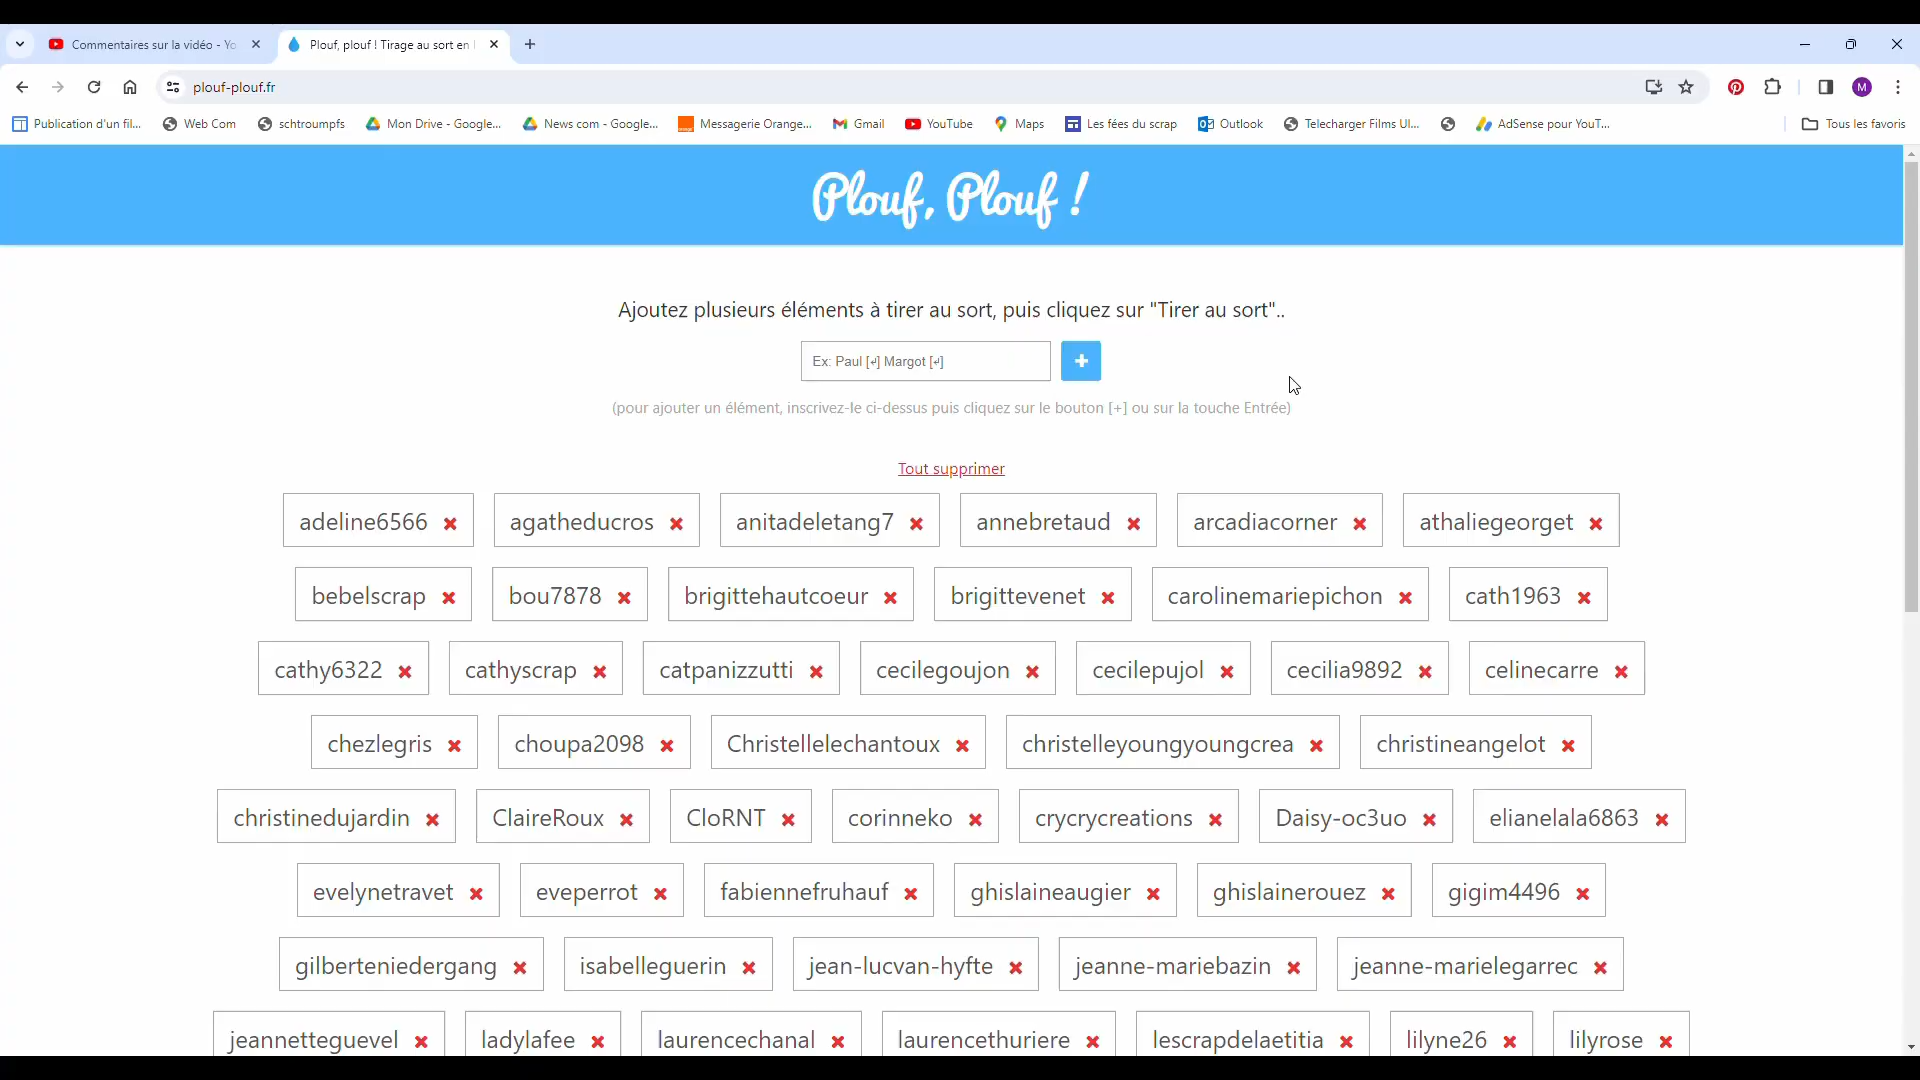 Commentaires sur la vidéo - Yo
Plouf, plouf ! Tirage au sort en
plouf-plouf.fr
M
Publication d'un fil... Web Com schtroumpfs Mon Drive - Google... News com - Google... Messagerie Orange... Gmail YouTube Maps Les fées du scrap Outlook Telecharger Films Ul... AdSense pour YouT... Tous les favoris
Plouf, Plouf !
Ajoutez plusieurs éléments à tirer au sort, puis cliquez sur "Tirer au sort"..
Ex: Paul [↵] Margot [↵]
+
(pour ajouter un élément, inscrivez-le ci-dessus puis cliquez sur le bouton [+] ou sur la touche Entrée)
Tout supprimer
adeline6566 agatheducros anitadeletang7 annebretaud arcadiacorner athaliegeorget
bebelscrap bou7878 brigittehautcoeur brigittevenet carolinemariepichon cath1963
cathy6322 cathyscrap catpanizzutti cecilegoujon cecilepujol cecilia9892 celinecarre
chezlegris choupa2098 Christellelechantoux christelleyoungyoungcrea christineangelot
christinedujardin ClaireRoux CloRNT corinneko crycrycreations Daisy-oc3uo elianelala6863
evelynetravet eveperrot fabiennefruhauf ghislaineaugier ghislainerouez gigim4496
gilberteniedergang isabelleguerin jean-lucvan-hyfte jeanne-mariebazin jeanne-marielegarrec
jeannetteguevel ladylafee laurencechanal laurencethuriere lescrapdelaetitia lilyne26 lilyrose